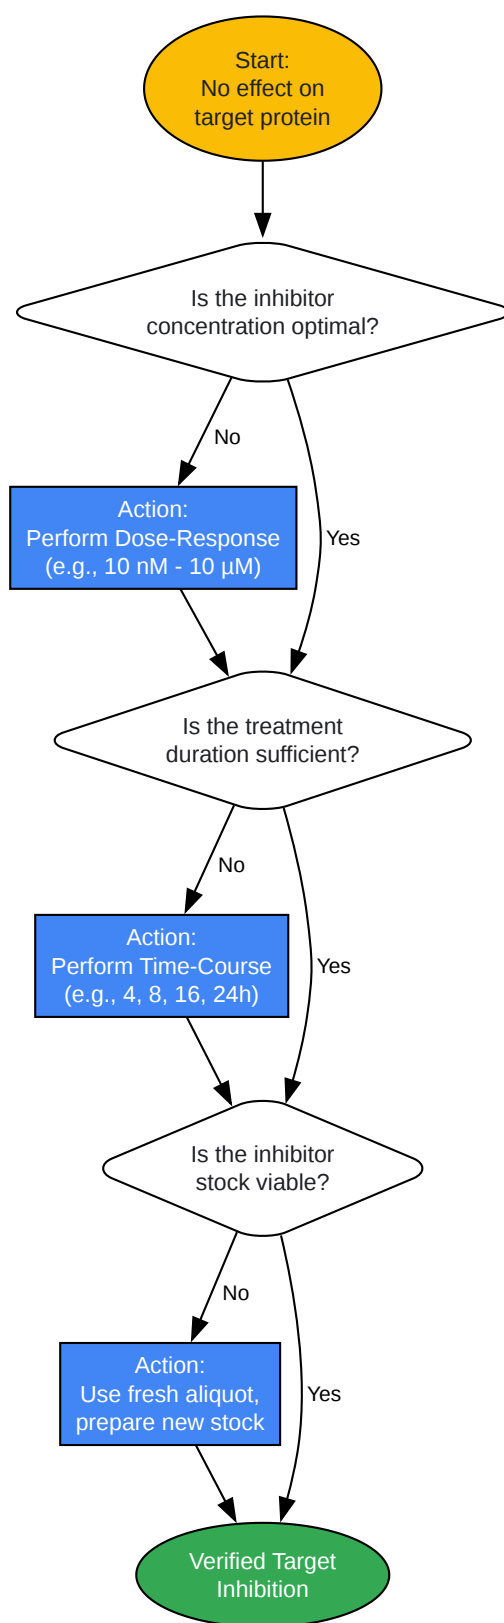 Start:
No effect on
target protein
Is the inhibitor
concentration optimal?
No
Action:
Perform Dose-Response
(e.g., 10 nM - 10 µM)
Yes
Is the treatment
duration sufficient?
No
Action:
Perform Time-Course
(e.g., 4, 8, 16, 24h)
Yes
Is the inhibitor
stock viable?
No
Action:
Use fresh aliquot,
prepare new stock
Yes
Verified Target
Inhibition